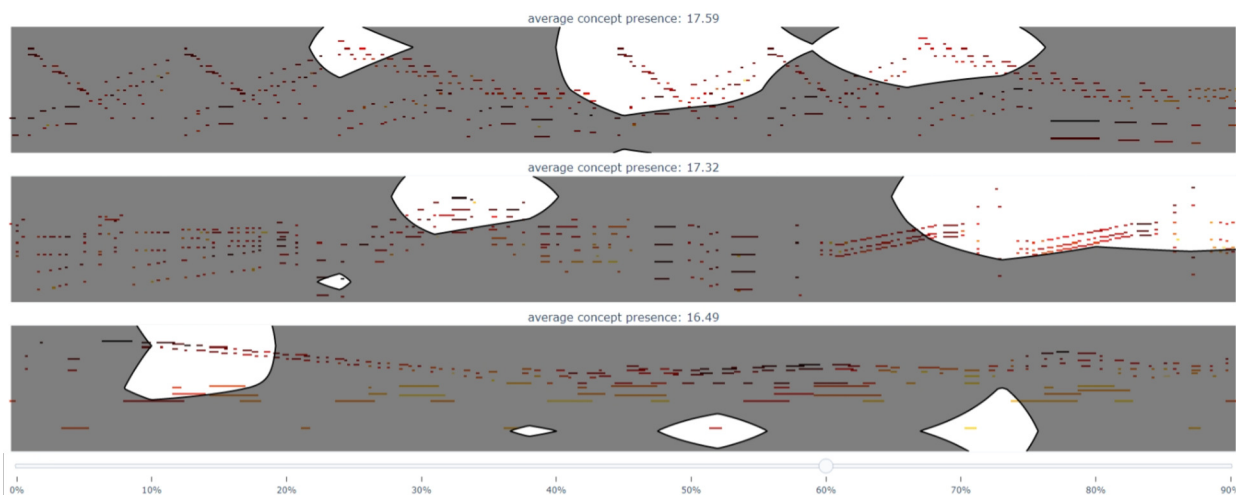 average concept presence: 17.59
average concept presence: 17.32
average concept presence: 16.49
0% 10% 20% 30% 40% 50% 60% 70% 80% 90%